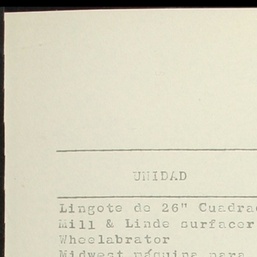 UNIDAD
Lingote de 26" Cuadra
Mill & Linde surfacer
Wheelabrator
Midwest máquina para